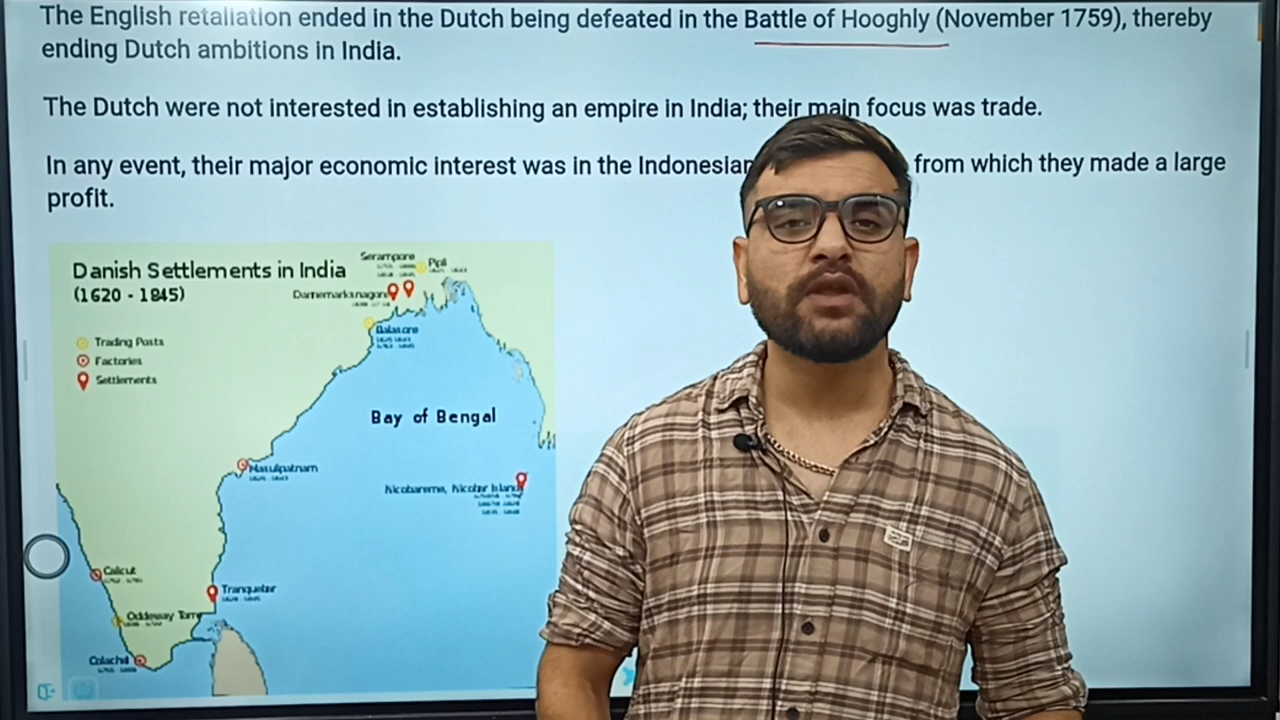 The English retaliation ended in the Dutch being defeated in the Battle of Hooghly (November 1759), thereby
ending Dutch ambitions in India.
The Dutch were not interested in establishing an empire in India; their main focus was trade.
In any event, their major economic interest was in the Indonesian from which they made a large
profit.
Danish Settlements in India
(1620 - 1845)
Trading Posts
Factories
Settlements
Serampore
Pipli
Danemarksnagore
Balasore
Bay of Bengal
Masulipatnam
Nicobar Island
Calicut
Tranquebar
Oddeway Torre
Colachel